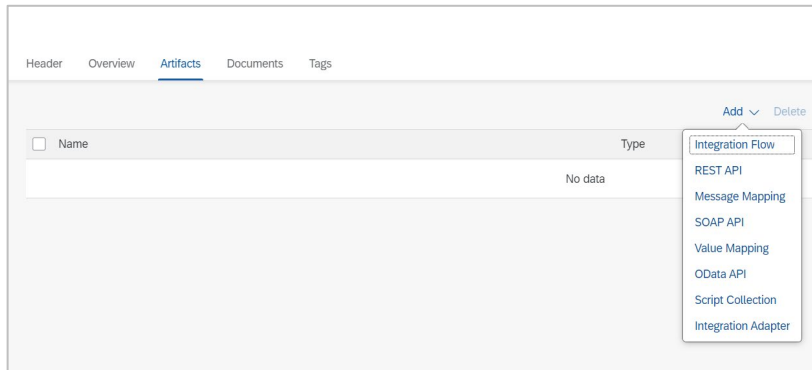 Header Overview Artifacts Documents Tags
Add Delete
Name Type
No data
Integration Flow
REST API
Message Mapping
SOAP API
Value Mapping
OData API
Script Collection
Integration Adapter